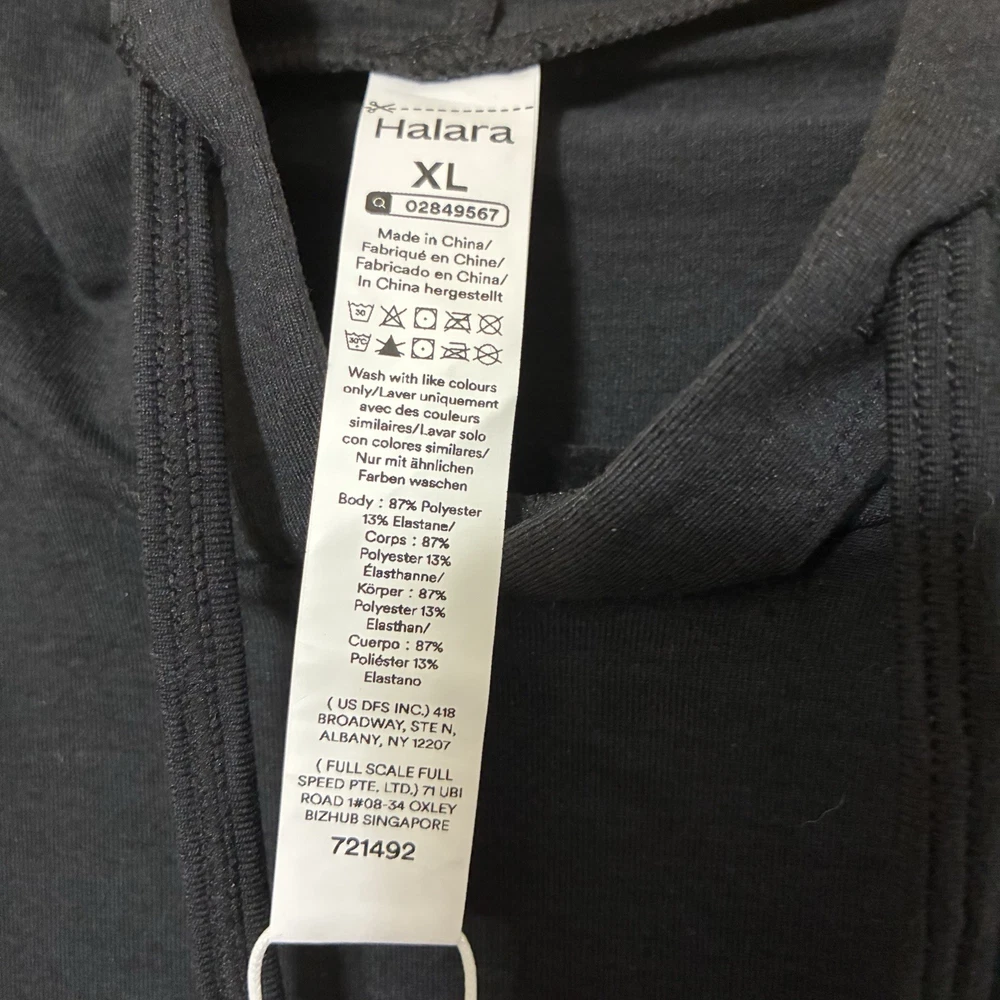 Halara
XL
02849567
Made in China/
Fabriqué en Chine/
Fabricado en China/
In China hergestellt
30
30°C
Wash with like colours
only/Laver uniquement
avec des couleurs
similaires/Lavar solo
con colores similares/
Nur mit ähnlichen
Farben waschen
Body : 87% Polyester
13% Elastane/
Corps : 87%
Polyester 13%
Élasthanne/
Körper : 87%
Polyester 13%
Elasthan/
Cuerpo : 87%
Poliéster 13%
Elastano
( US DFS INC.) 418
BROADWAY, STE N,
ALBANY, NY 12207
( FULL SCALE FULL
SPEED PTE. LTD.) 71 UBI
ROAD 1#08-34 OXLEY
BIZHUB SINGAPORE
721492